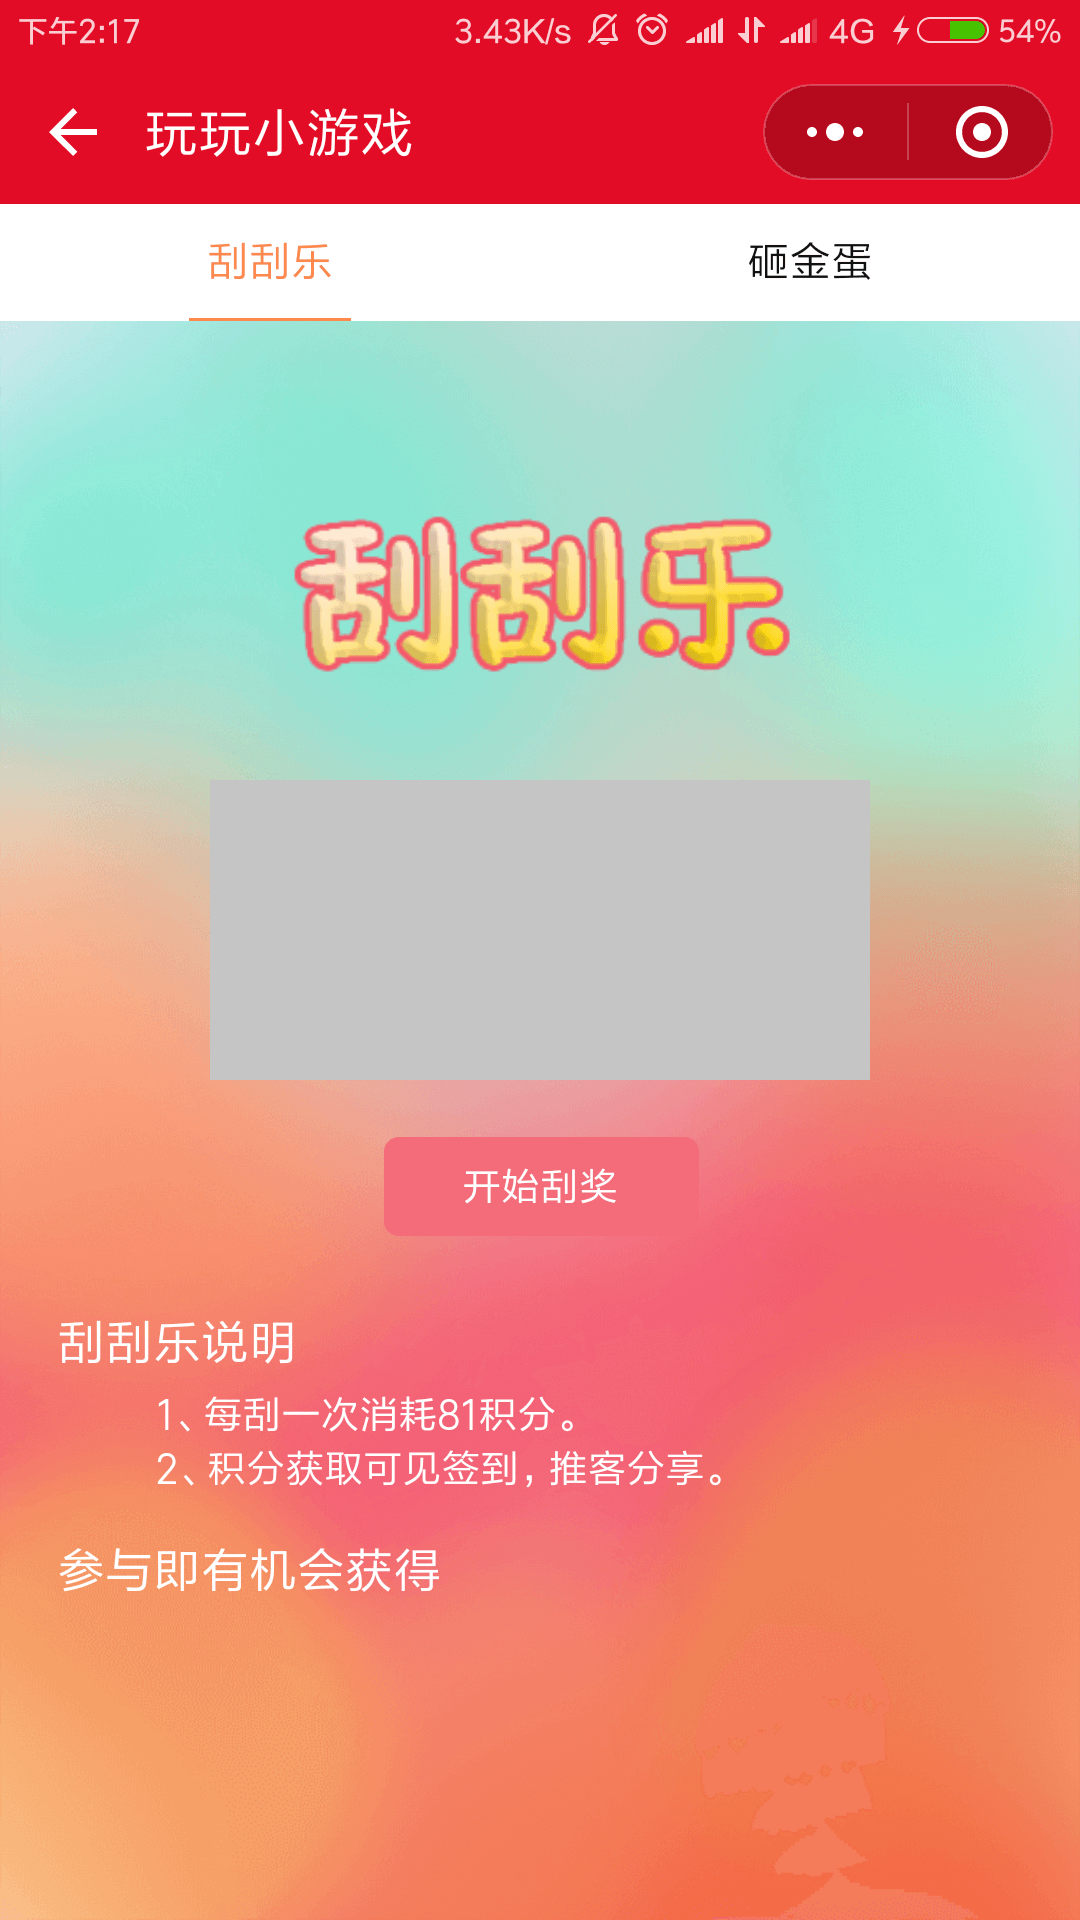 下午2:17 3.43K/s 4G 54%
玩玩小游戏
刮刮乐 砸金蛋
刮刮乐
开始刮奖
刮刮乐说明
1、每刮一次消耗81积分。
2、积分获取可见签到，推客分享。
参与即有机会获得